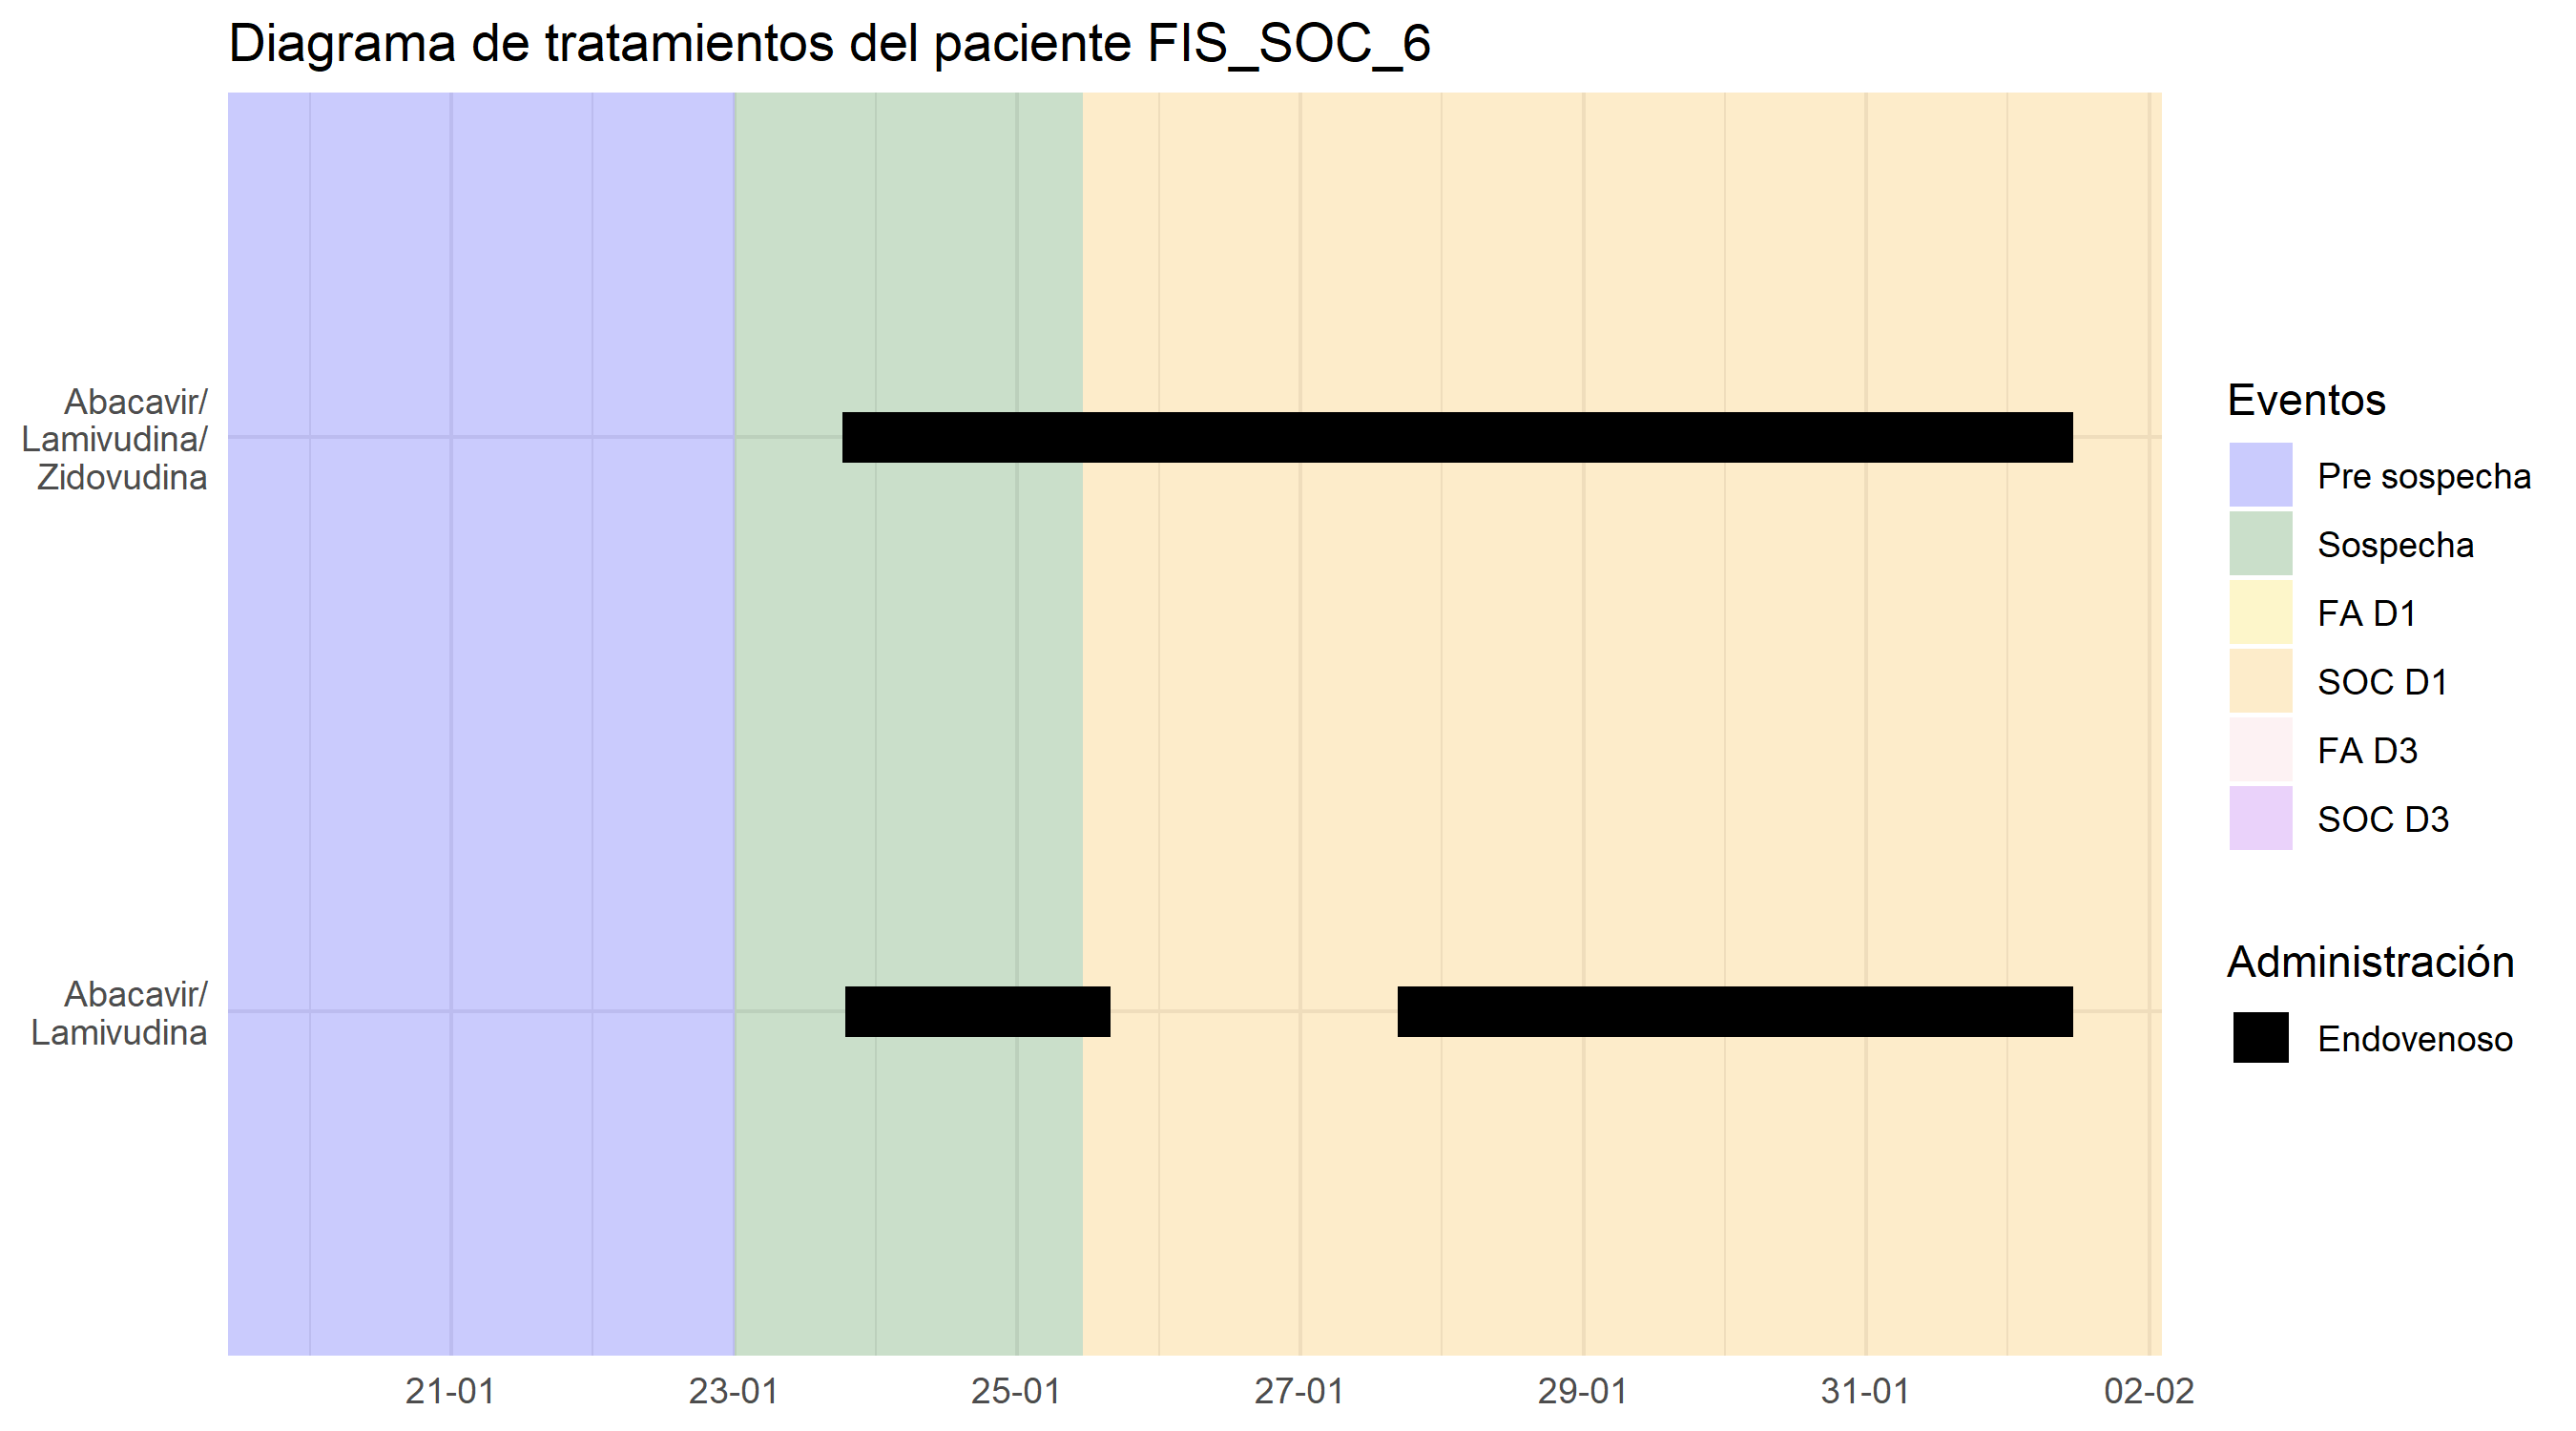 Diagrama de tratamientos del paciente FIS_SOC_6
Abacavir/
Lamivudina/
Zidovudina
Abacavir/
Lamivudina
21-01
23-01
25-01
27-01
29-01
31-01
02-02
Eventos
Pre sospecha
Sospecha
FA D1
SOC D1
FA D3
SOC D3
Administración
Endovenoso